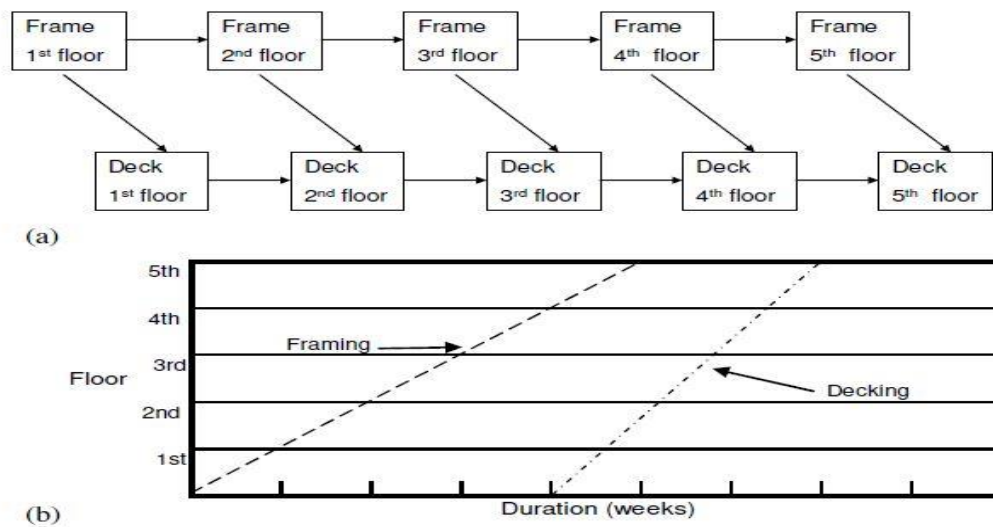 Frame
1st floor
Frame
2nd floor
Frame
3rd floor
Frame
4th floor
Frame
5th floor
Deck
1st floor
Deck
2nd floor
Deck
3rd floor
Deck
4th floor
Deck
5th floor
(a)
5th
4th
Framing
3rd
Floor
Decking
2nd
1st
Duration (weeks)
(b)